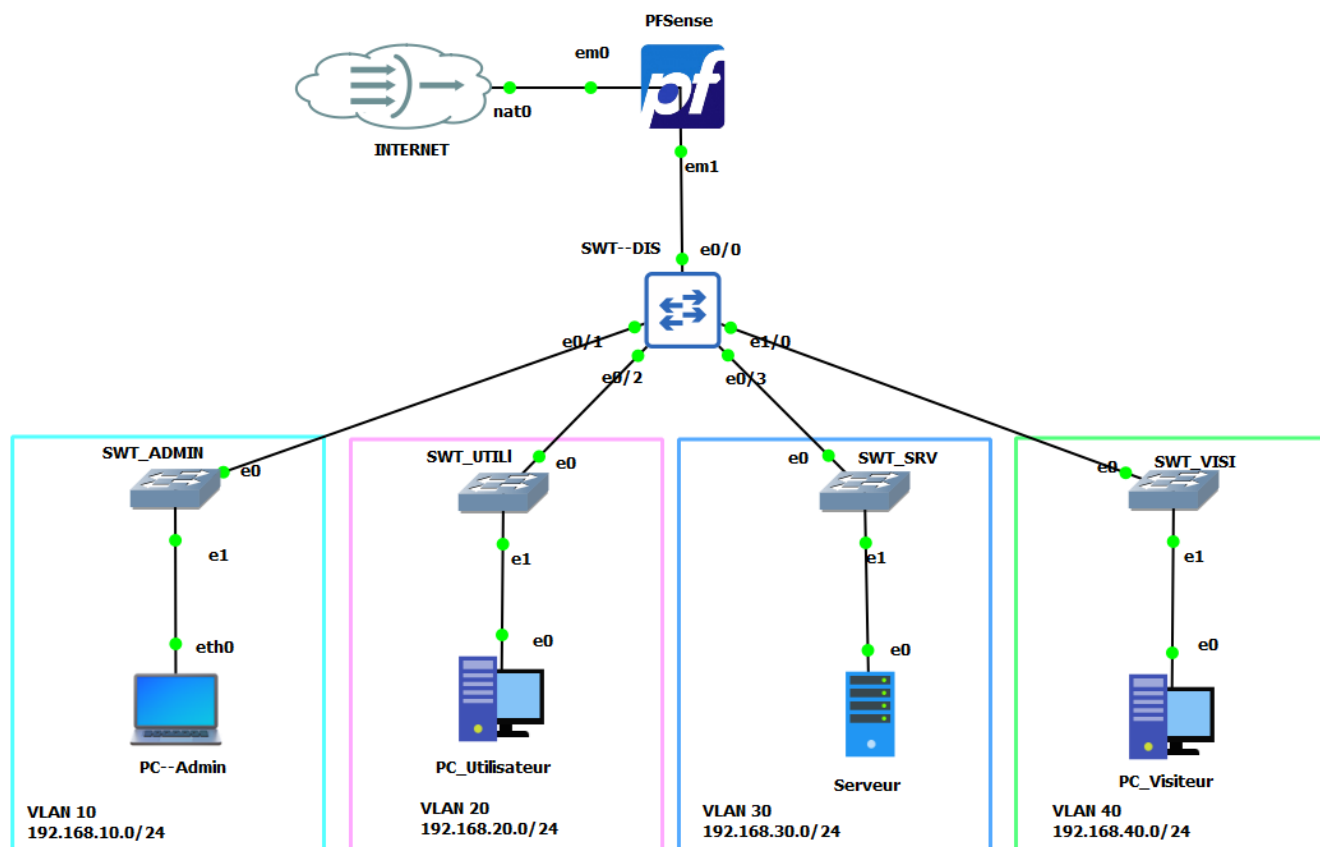 PFSense
em0
pf
nat0
INTERNET
em1
SWT--DIS
e0/0
e0/1
e1/0
e0/2
e0/3
SWT_ADMIN
e0
SWT_UTILI
e0
e0
SWT_SRV
e0
SWT_VISI
e1
e1
e1
e1
eth0
e0
e0
e0
PC--Admin
PC_Utilisateur
Serveur
PC_Visiteur
VLAN 10
192.168.10.0/24
VLAN 20
192.168.20.0/24
VLAN 30
192.168.30.0/24
VLAN 40
192.168.40.0/24